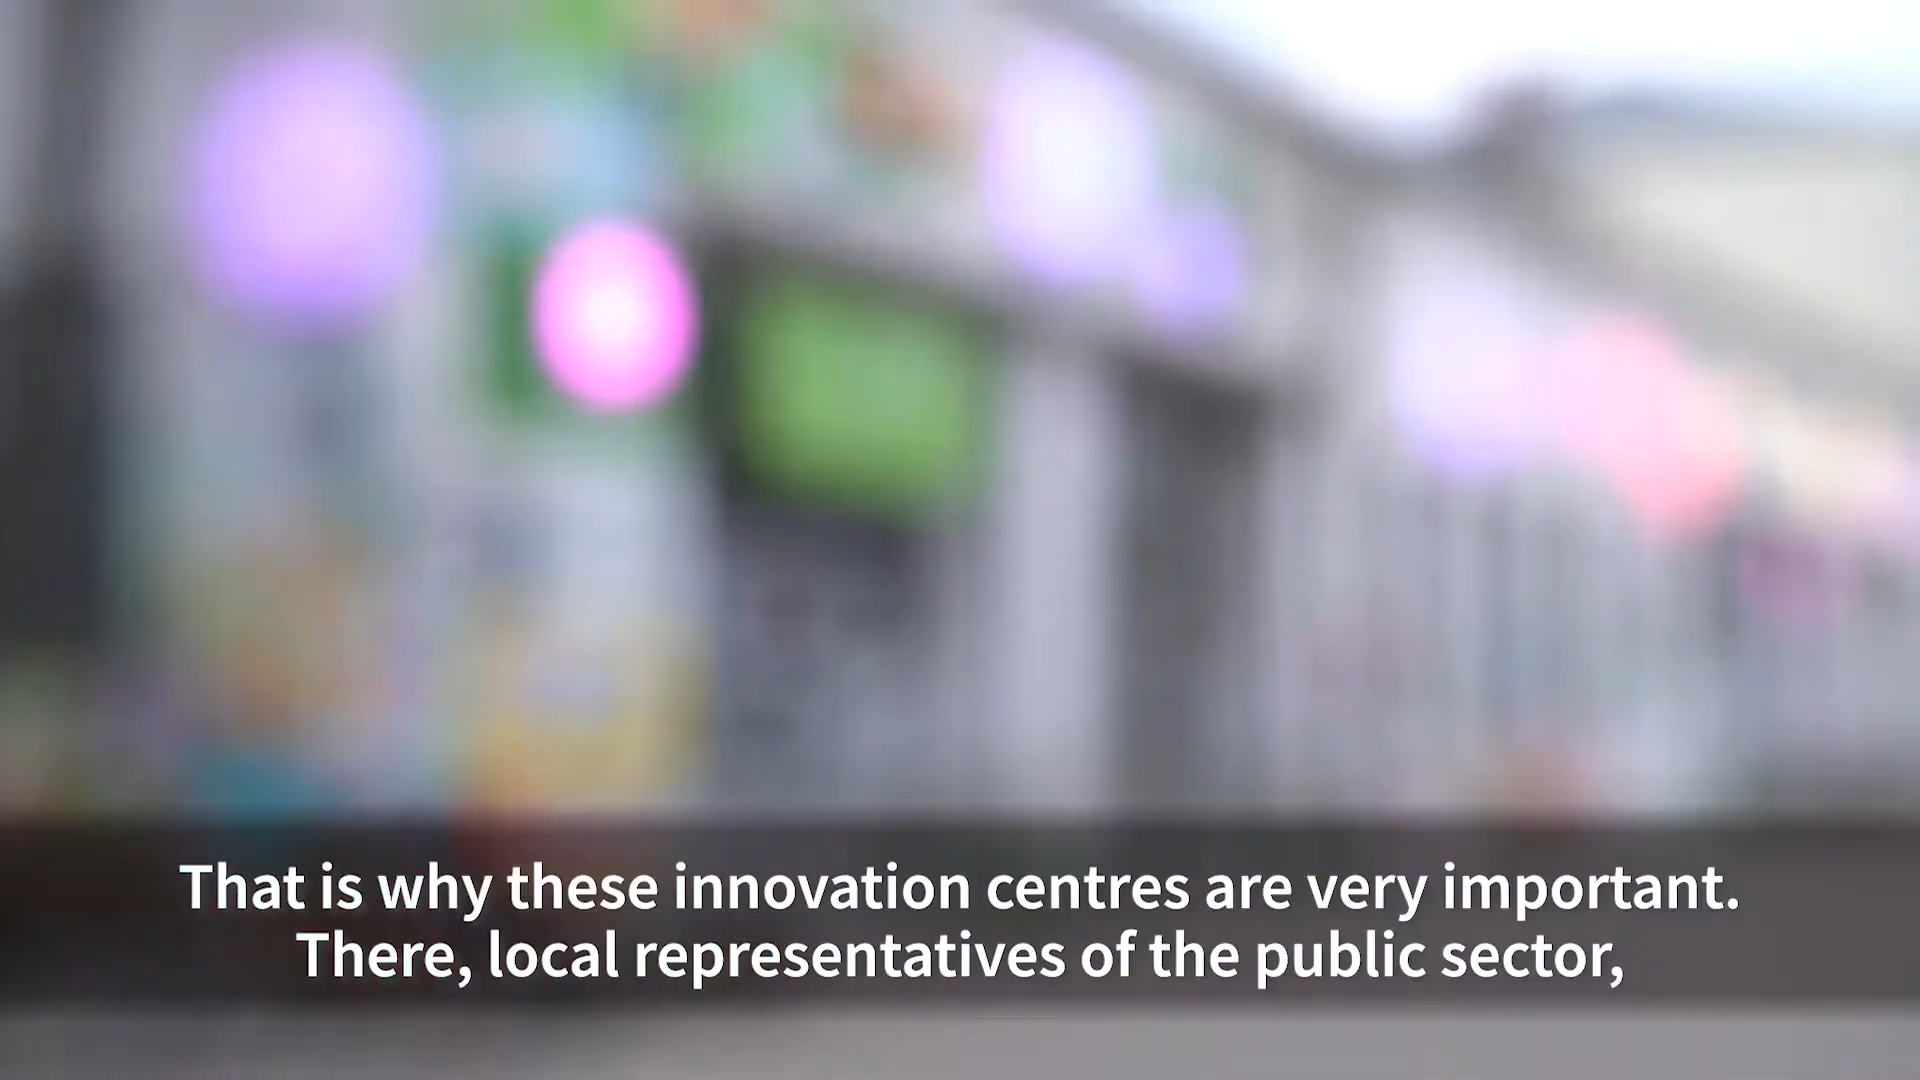 That is why these innovation centres are very important.
There, local representatives of the public sector,